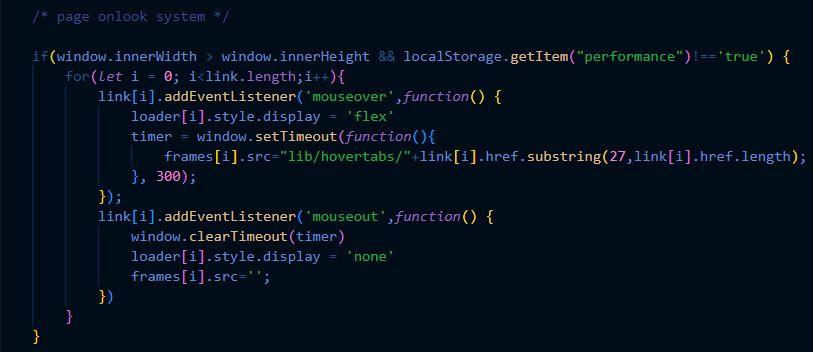 /* page onlook system */
if(window.innerWidth > window.innerHeight && localStorage.getItem("performance")!=='true') {
for(let i = 0; i<link.length;i++){
link[i].addEventListener('mouseover',function() {
loader[i].style.display = 'flex'
timer = window.setTimeout(function(){
frames[i].src="lib/hovertabs/"+link[i].href.substring(27,link[i].href.length);
}, 300);
});
link[i].addEventListener('mouseout',function() {
window.clearTimeout(timer)
loader[i].style.display = 'none'
frames[i].src='';
})
}
}